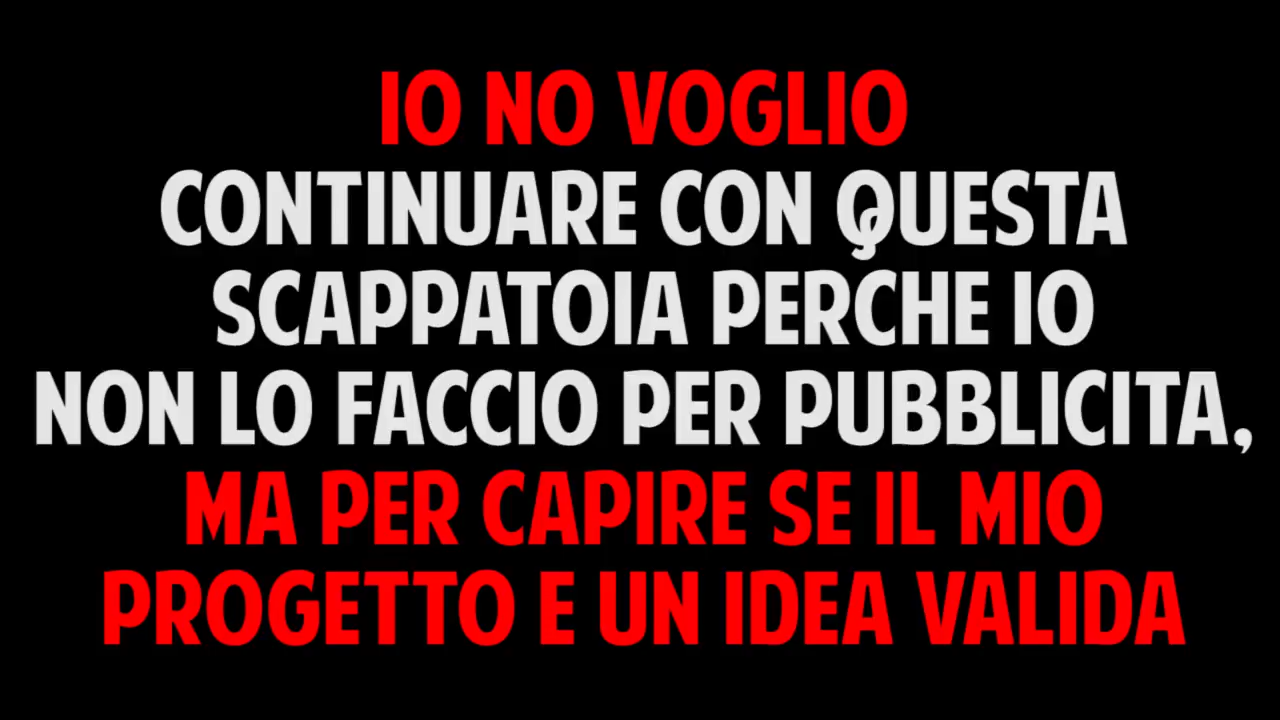 IO NO VOGLIO
CONTINUARE CON QUESTA
SCAPPATOIA PERCHE IO
NON LO FACCIO PER PUBBLICITA,
MA PER CAPIRE SE IL MIO
PROGETTO E UN IDEA VALIDA